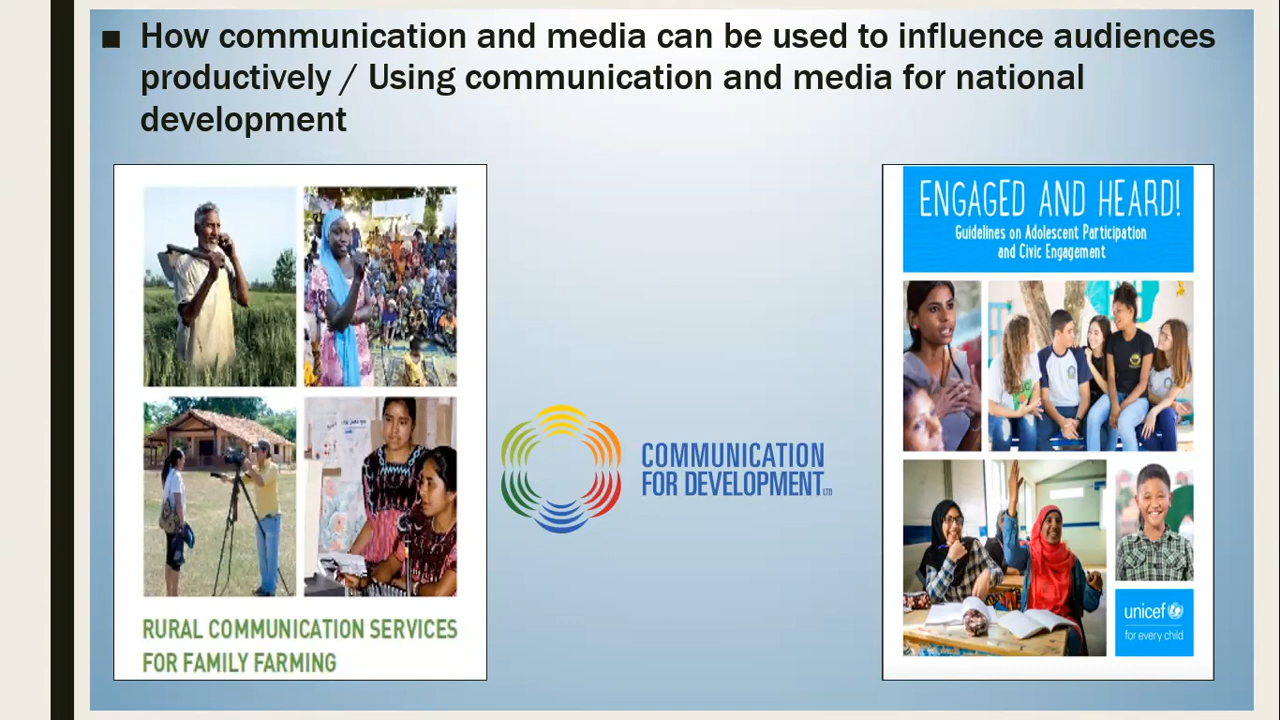 How communication and media can be used to influence audiences
productively / Using communication and media for national
development
RURAL COMMUNICATION SERVICES
FOR FAMILY FARMING
COMMUNICATION
FOR DEVELOPMENT LTD
ENGAGED AND HEARD!
Guidelines on Adolescent Participation
and Civic Engagement
unicef
for every child